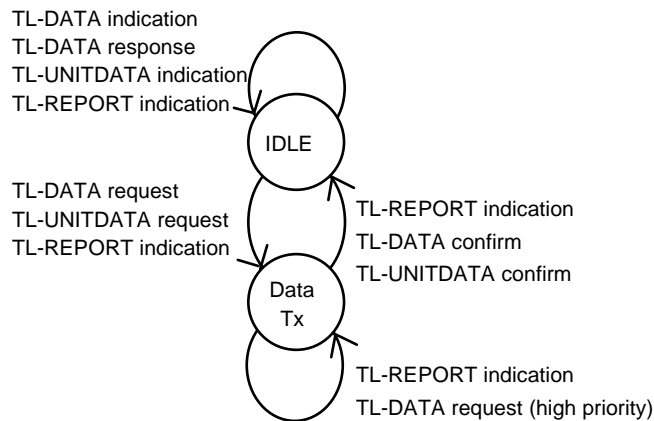 TL-DATA indication
TL-DATA response
TL-UNITDATA indication
TL-REPORT indication
IDLE
TL-DATA request
TL-UNITDATA request
TL-REPORT indication
TL-REPORT indication
TL-DATA confirm
TL-UNITDATA confirm
Data
Tx
TL-REPORT indication
TL-DATA request (high priority)